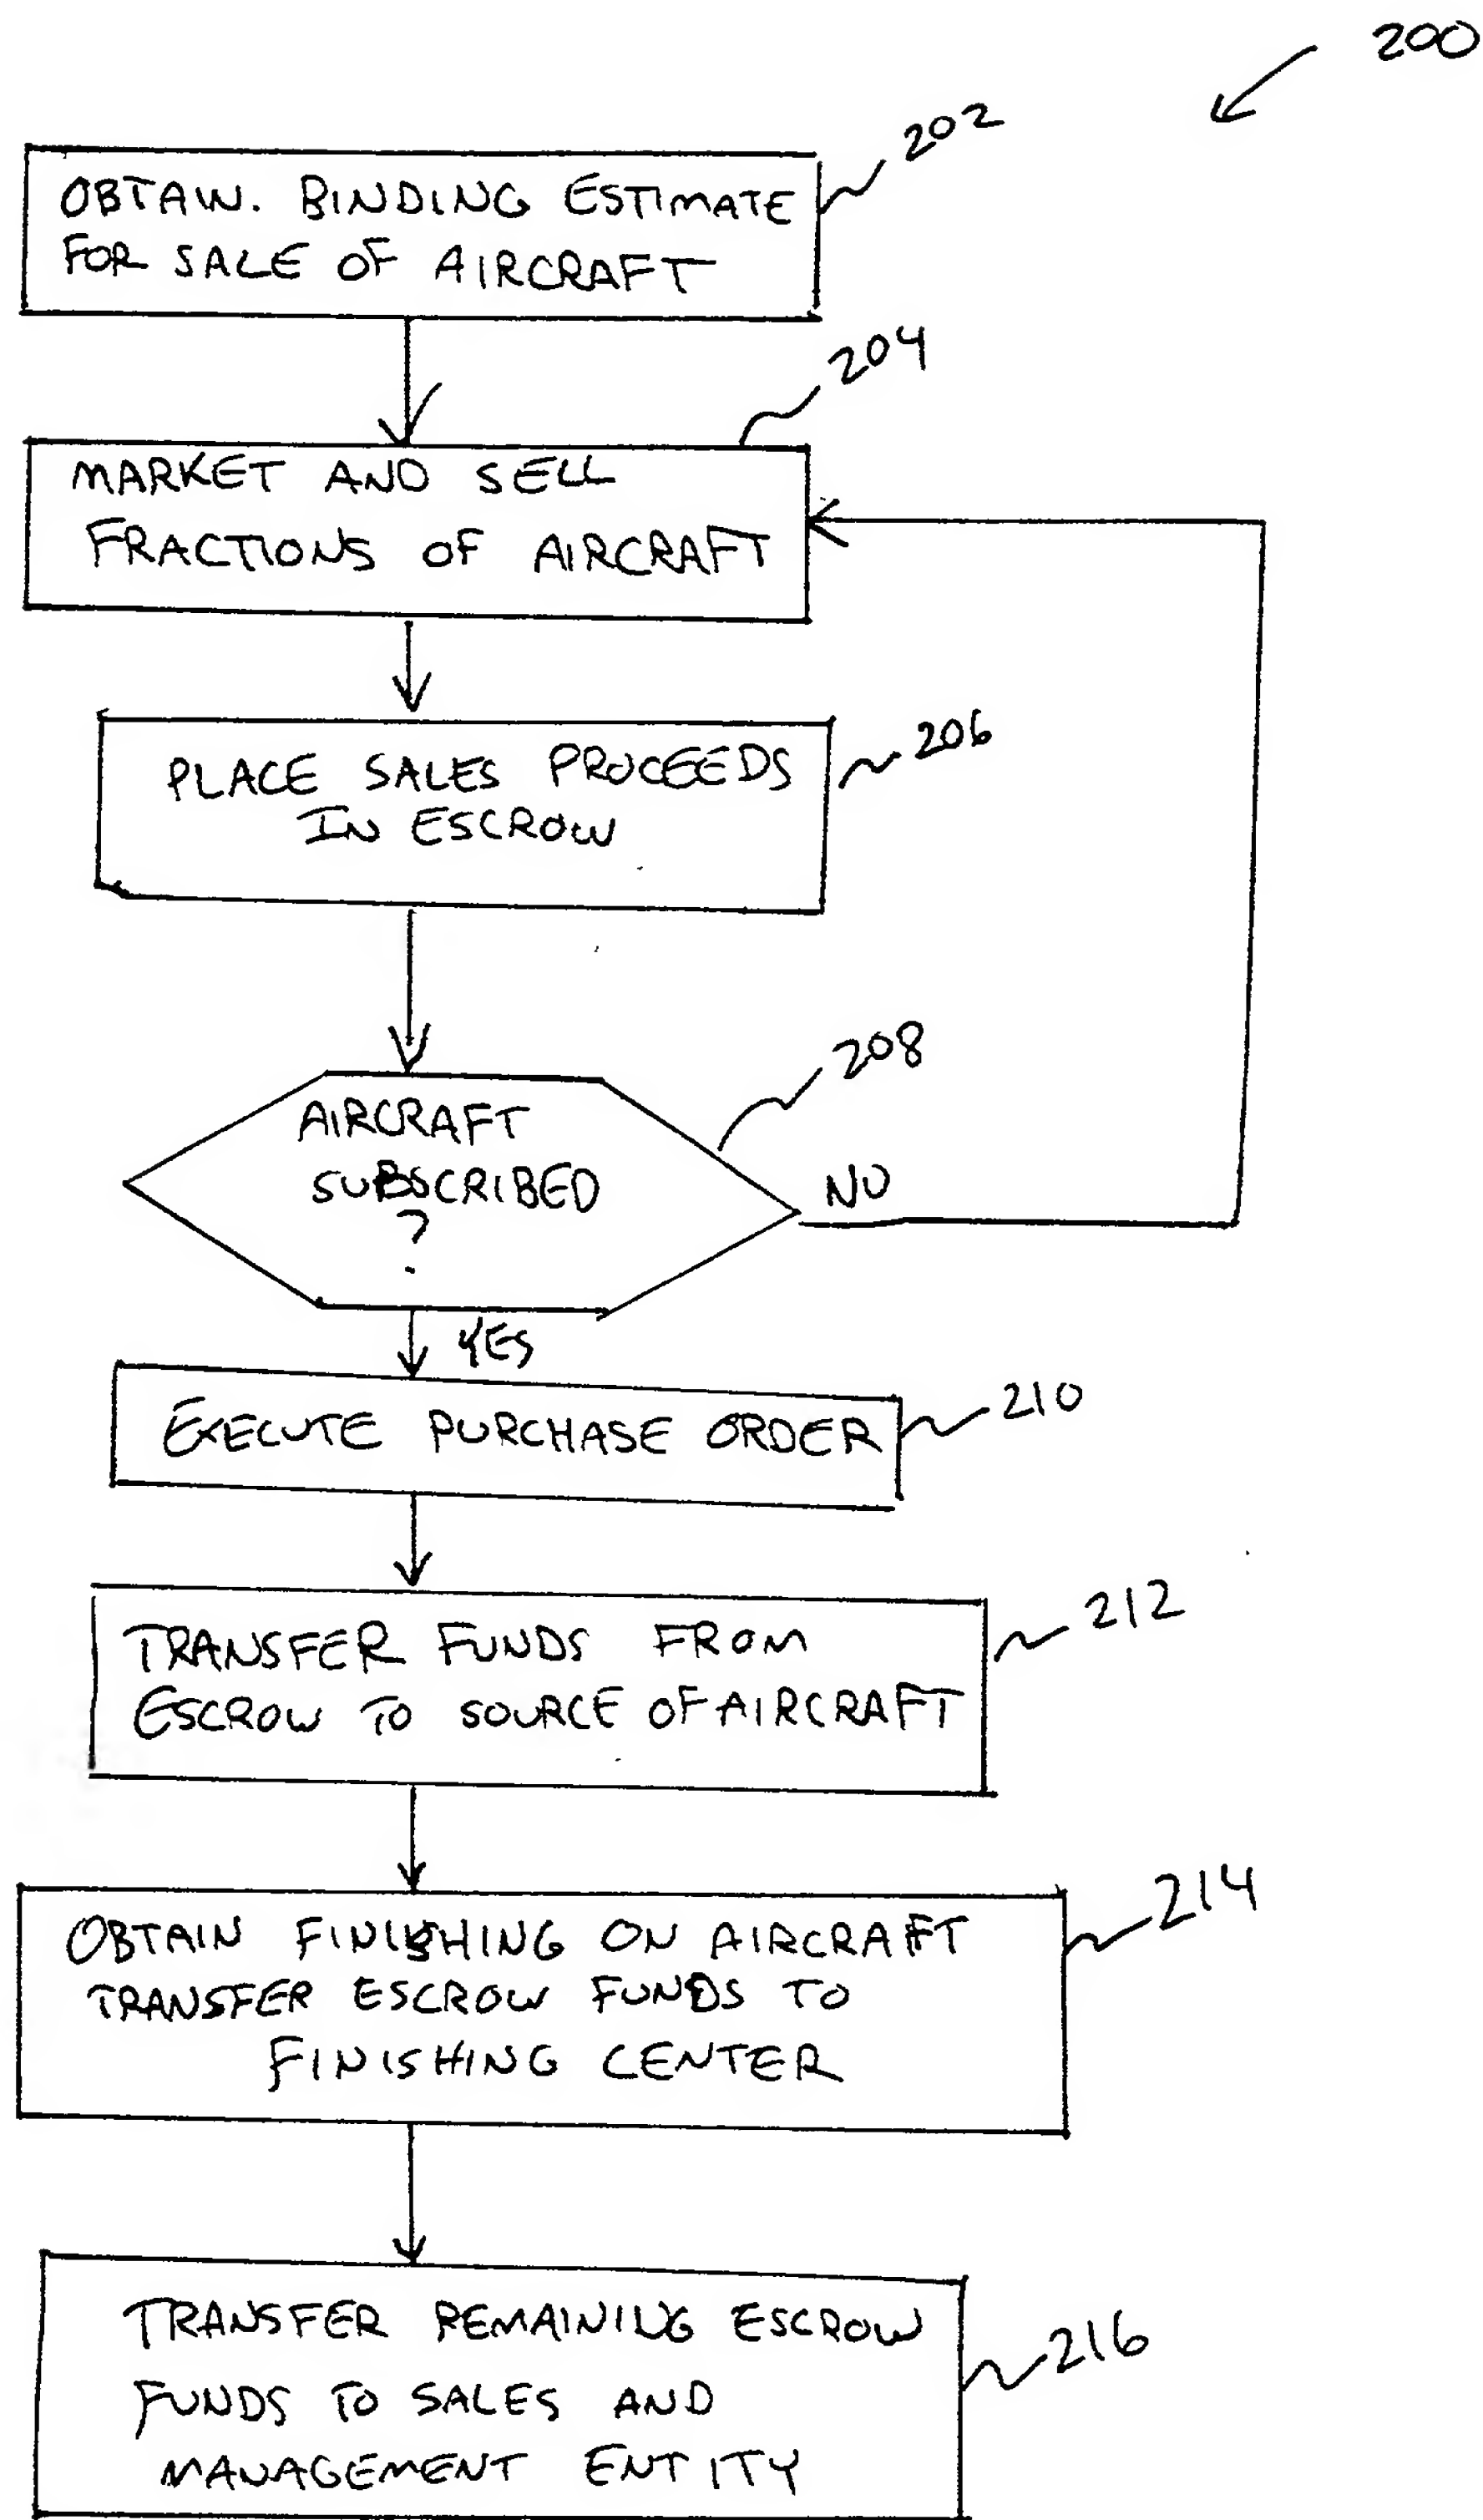 200
202
OBTAIN. BINDING ESTIMATE
FOR SALE OF AIRCRAFT
204
MARKET AND SELL
FRACTIONS OF AIRCRAFT
206
PLACE SALES PROCEEDS
IN ESCROW
208
AIRCRAFT
SUBSCRIBED
?
NO
YES
210
EXECUTE PURCHASE ORDER
212
TRANSFER FUNDS FROM
ESCROW TO SOURCE OF AIRCRAFT
214
OBTAIN FINISHING ON AIRCRAFT
TRANSFER ESCROW FUNDS TO
FINISHING CENTER
216
TRANSFER REMAINING ESCROW
FUNDS TO SALES AND
MANAGEMENT ENTITY